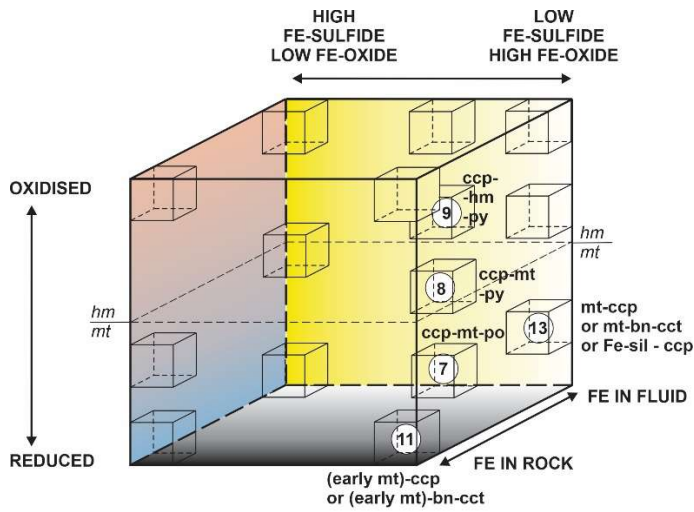 HIGH
FE-SULFIDE
LOW FE-OXIDE
LOW
FE-SULFIDE
HIGH FE-OXIDE
OXIDISED
REDUCED
ccp-
-hm
-py
9
hm
mt
ccp-mt
-py
8
hm
mt
mt-ccp
or mt-bn-cct
or Fe-sil - ccp
13
ccp-mt-po
7
FE IN FLUID
11
FE IN ROCK
(early mt)-ccp
or (early mt)-bn-cct